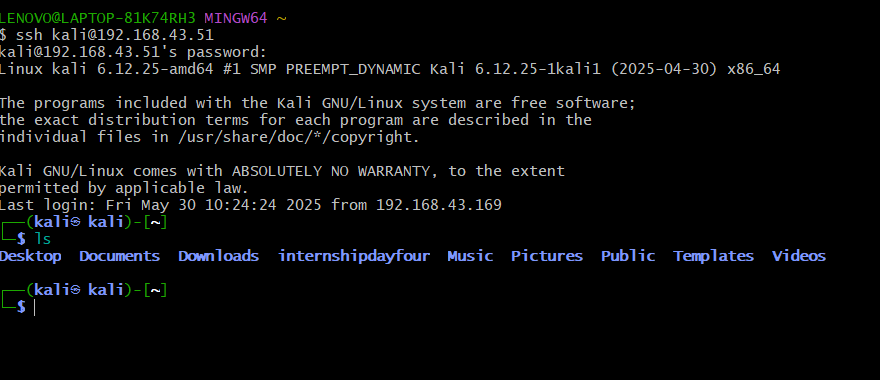 LENOVO@LAPTOP-81K74RH3 MINGW64 ~
$ ssh kali@192.168.43.51
kali@192.168.43.51's password:
Linux kali 6.12.25-amd64 #1 SMP PREEMPT_DYNAMIC Kali 6.12.25-1kali1 (2025-04-30) x86_64
The programs included with the Kali GNU/Linux system are free software;
the exact distribution terms for each program are described in the
individual files in /usr/share/doc/*/copyright.
Kali GNU/Linux comes with ABSOLUTELY NO WARRANTY, to the extent
permitted by applicable law.
Last login: Fri May 30 10:24:24 2025 from 192.168.43.169
┌──(kali㉿ kali)-[~]
└─$ ls
Desktop  Documents  Downloads  internshipdayfour  Music  Pictures  Public  Templates  Videos
┌──(kali㉿ kali)-[~]
└─$